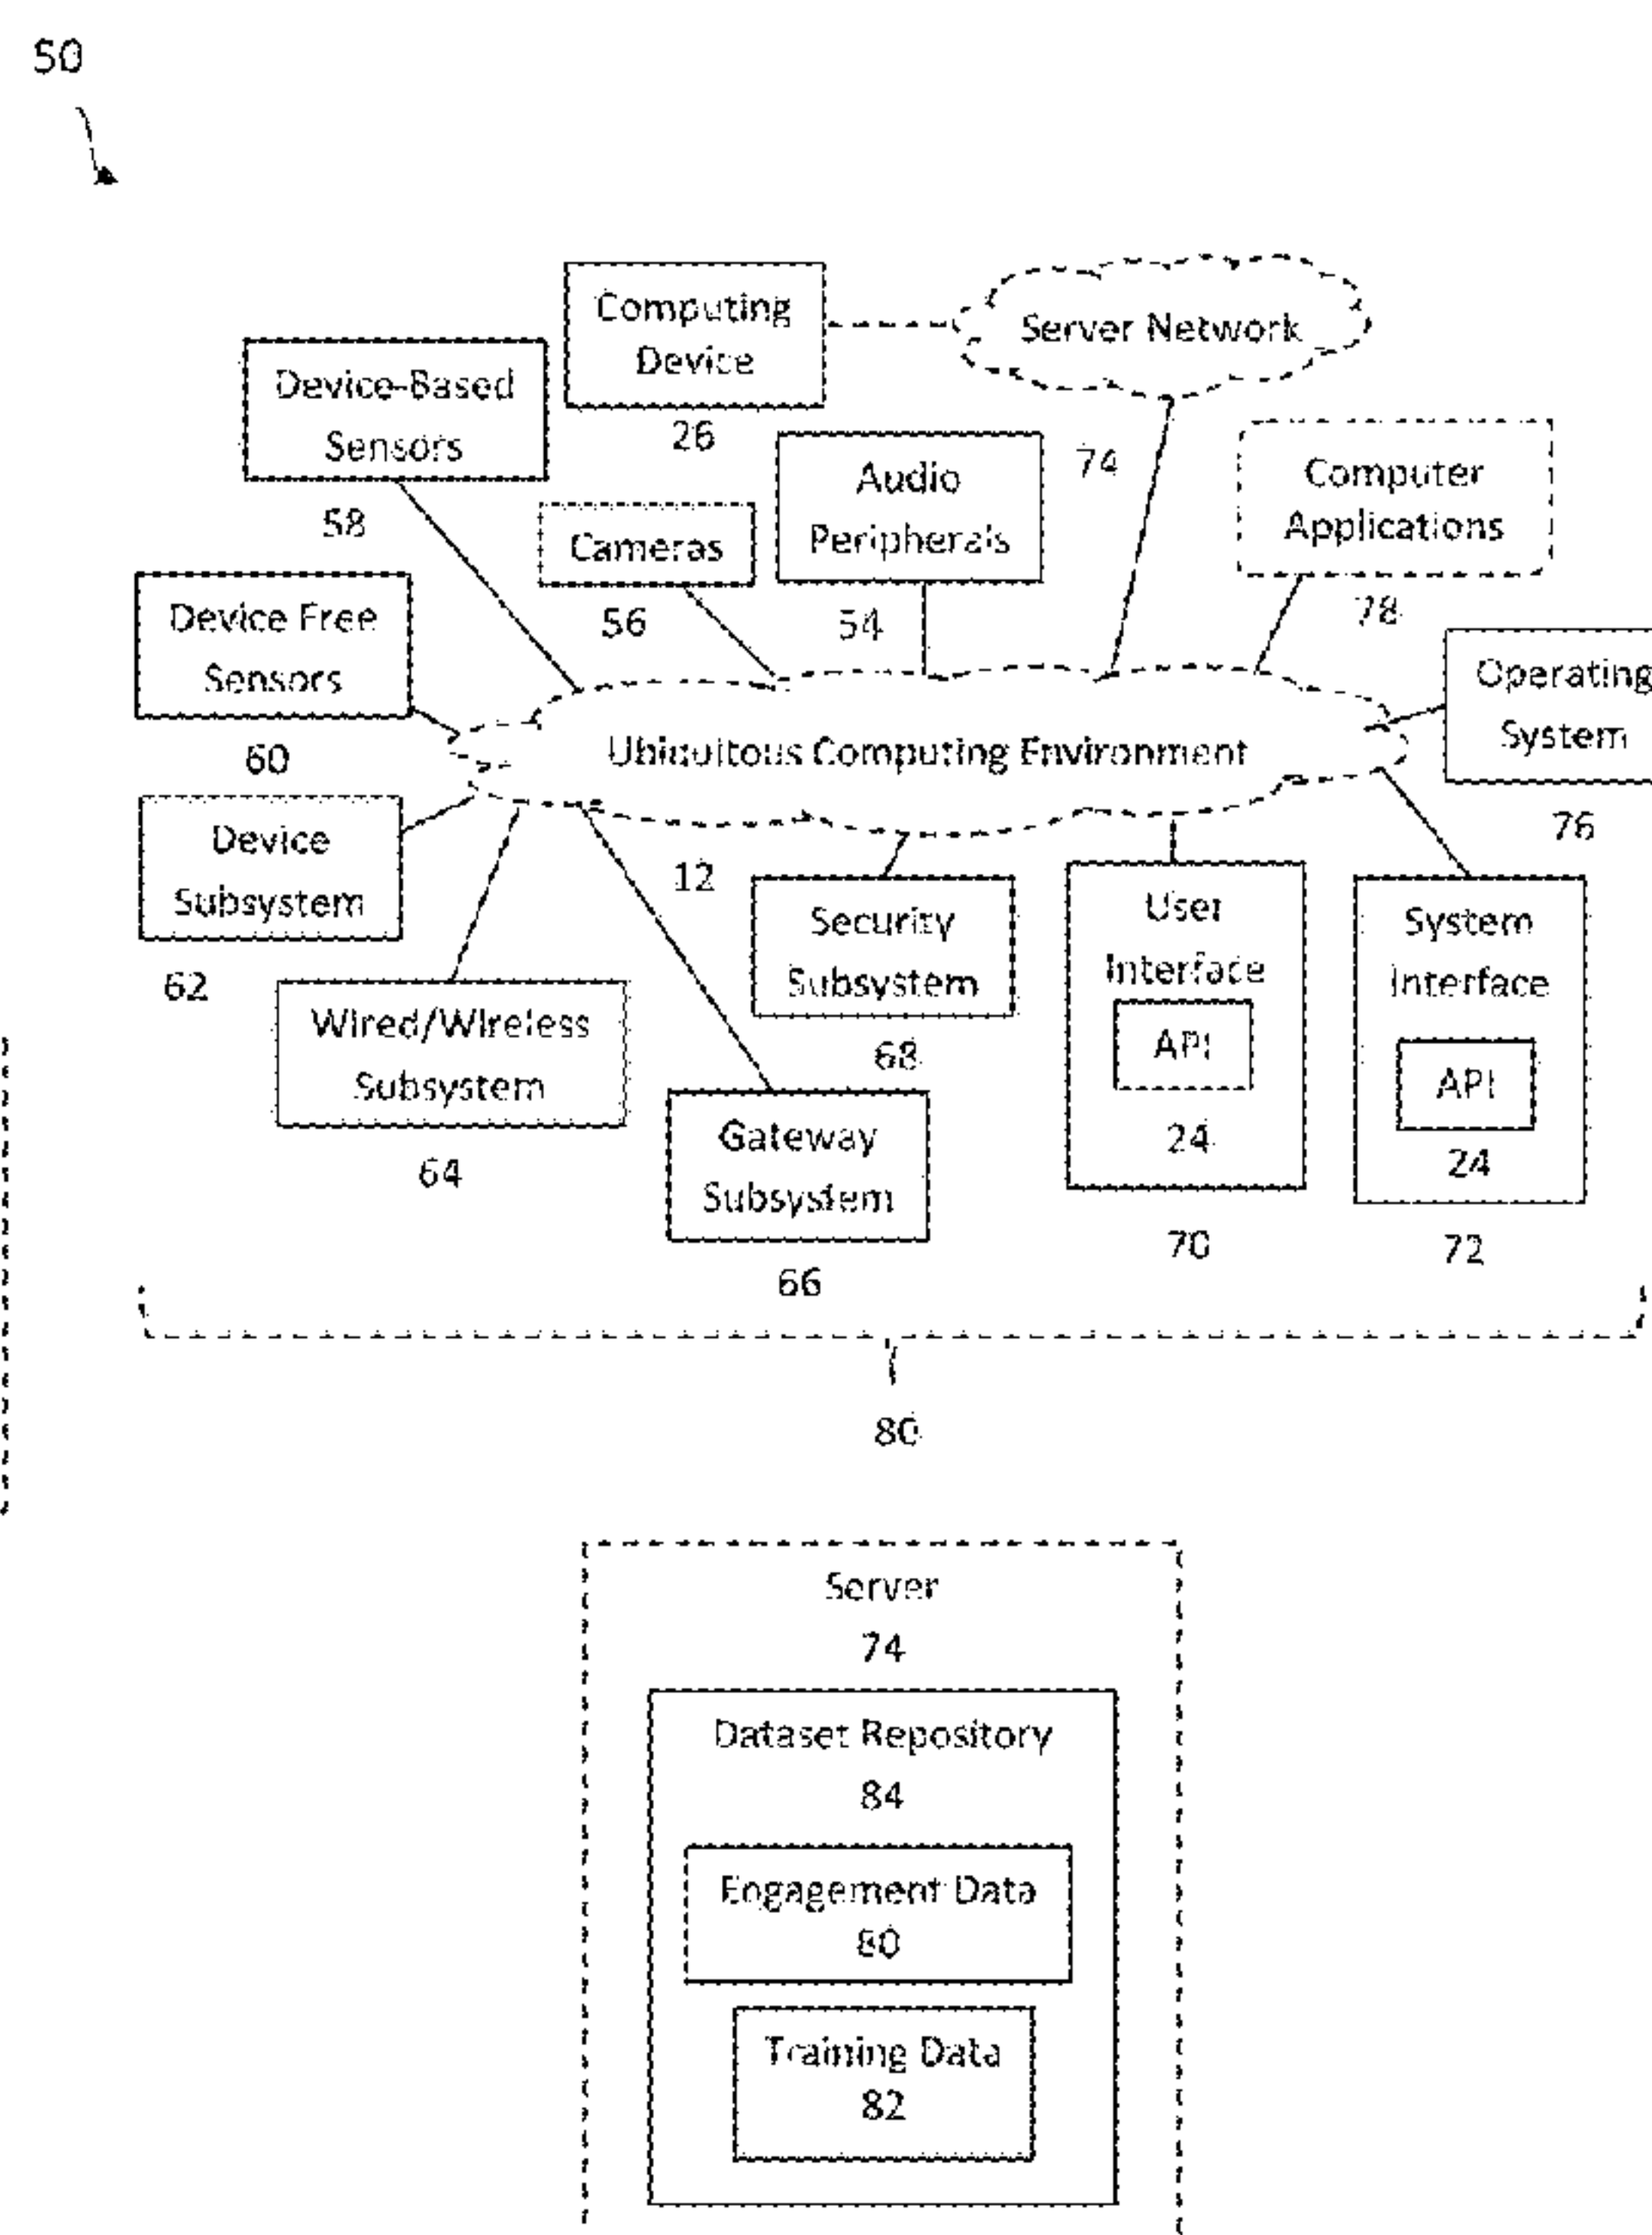 50
Computing
Device
26
Server Network
74
Device-Based
Sensors
58
Cameras
56
Audio
Peripherals
54
Computer
Applications
78
Device Free
Sensors
60
Ubiquitous Computing Environment
12
Operating
System
76
Device
Subsystem
62
Wired/Wireless
Subsystem
64
Gateway
Subsystem
66
Security
Subsystem
68
User
Interface
API
24
70
System
Interface
API
24
72
80
Server
74
Dataset Repository
84
Engagement Data
80
Training Data
82